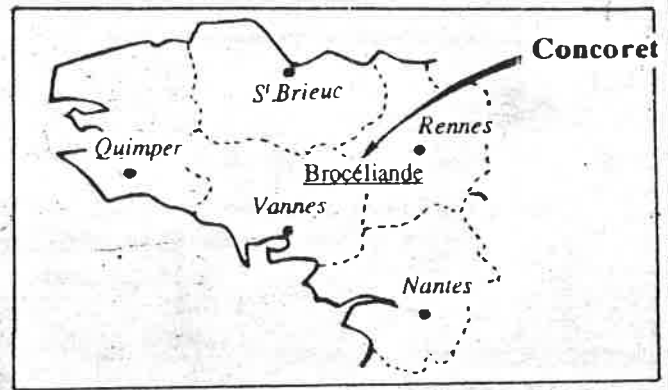 Concoret
St Brieuc
Rennes
Quimper
Brocéliande
Vannes
Nantes